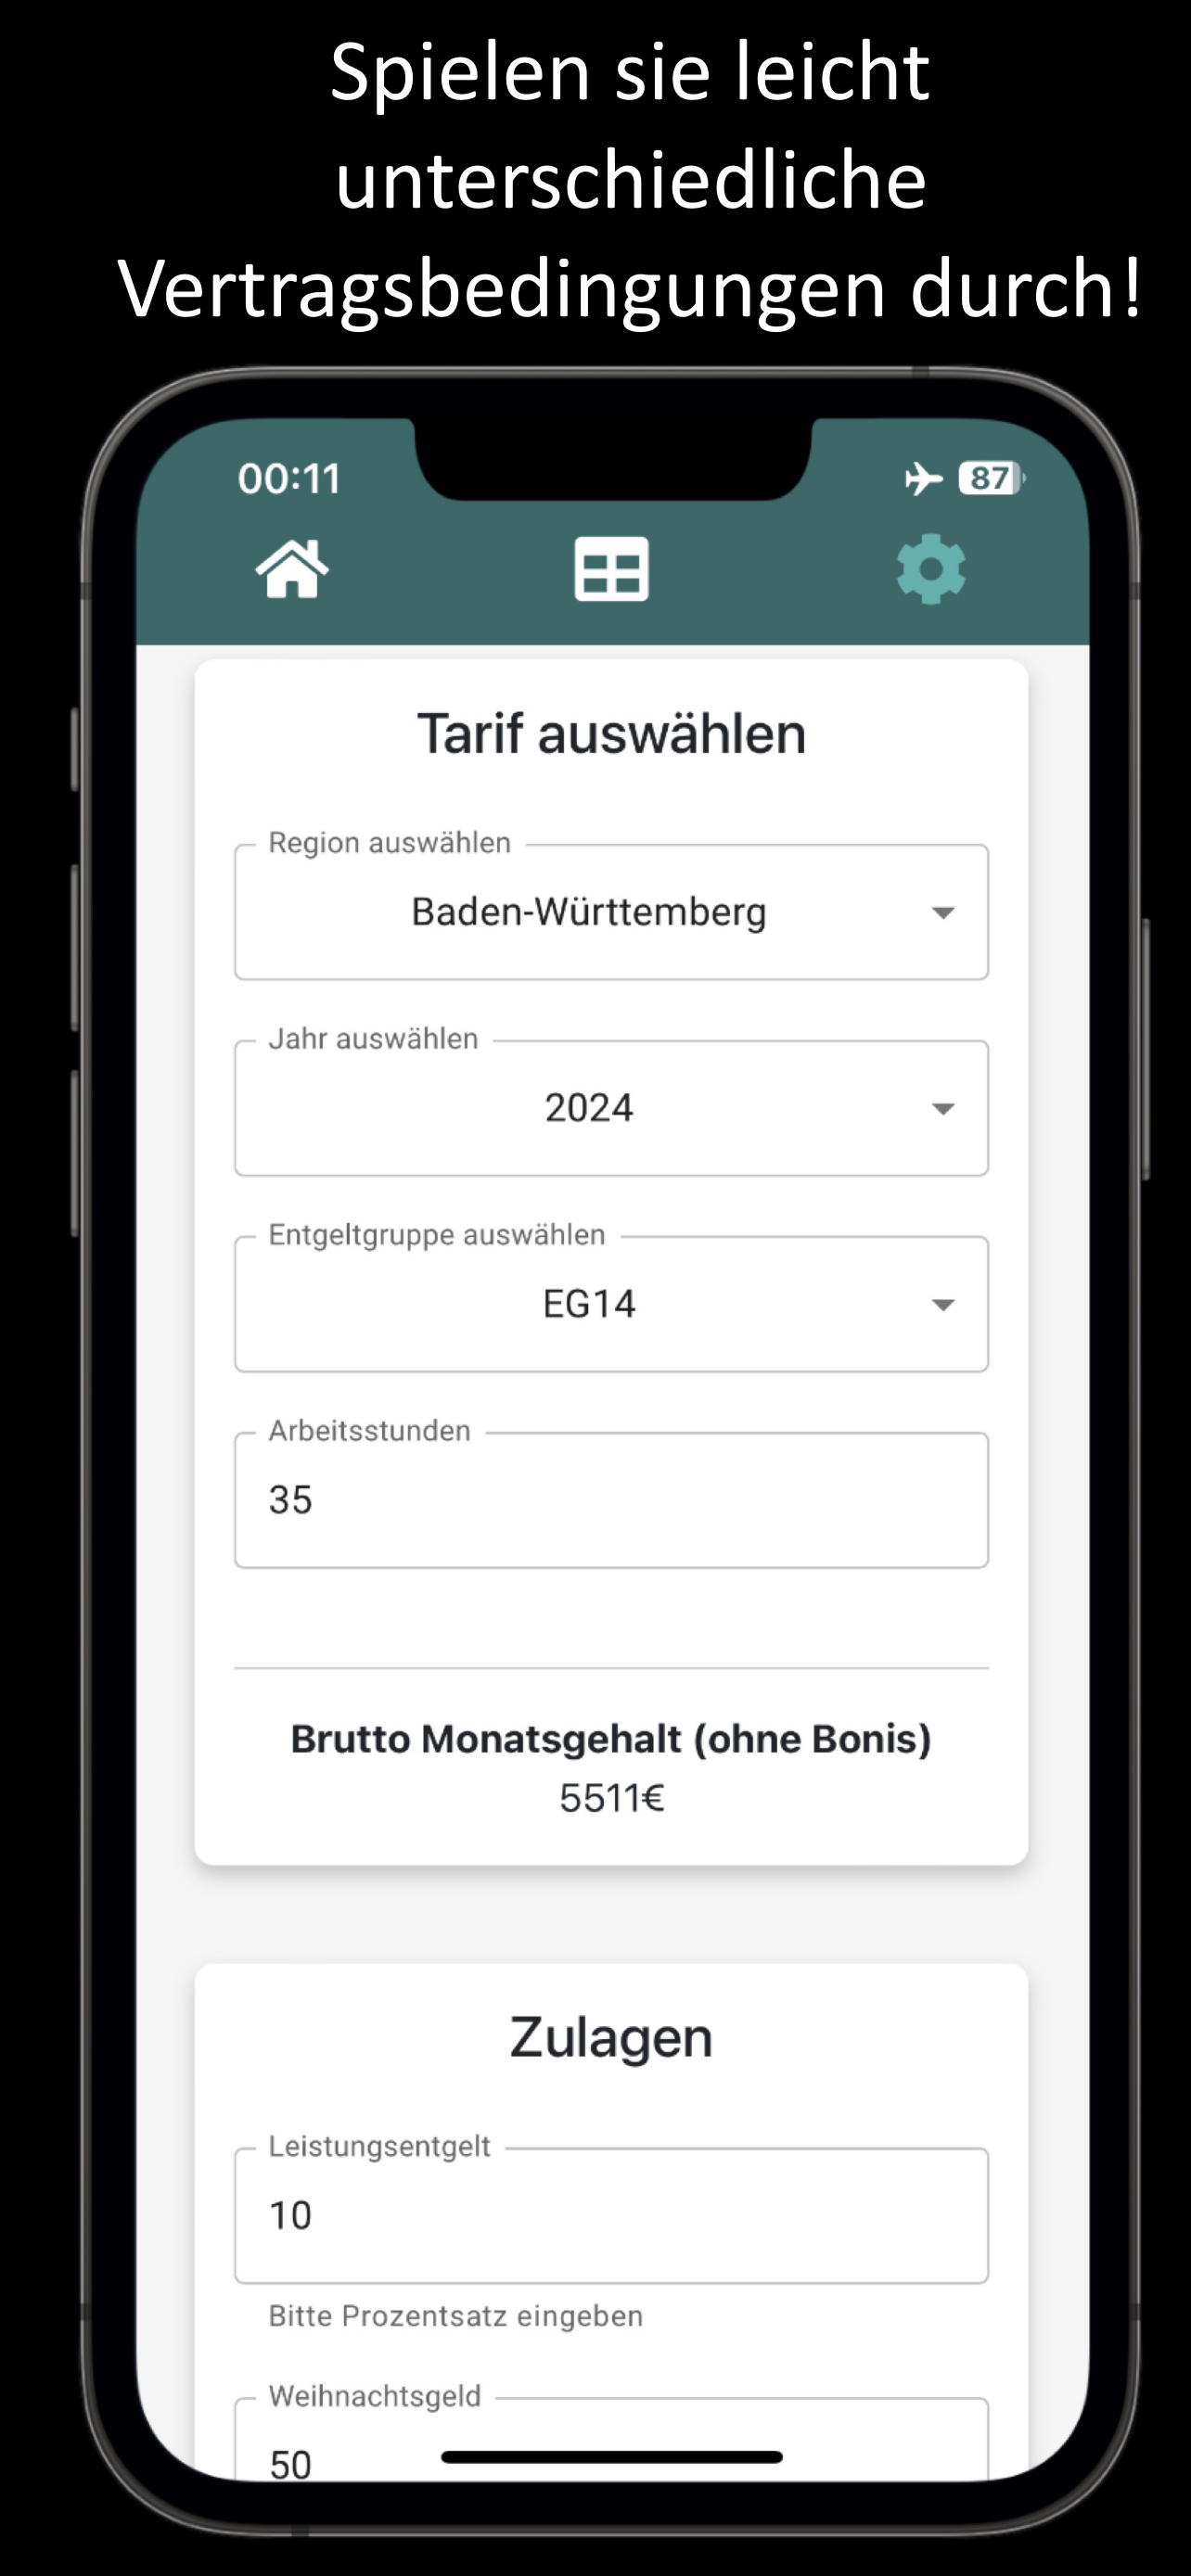 Spielen sie leicht
unterschiedliche
Vertragsbedingungen durch!
00:11
87
Tarif auswählen
Region auswählen
Baden-Württemberg
Jahr auswählen
2024
Entgeltgruppe auswählen
EG14
Arbeitsstunden
35
Brutto Monatsgehalt (ohne Bonis)
5511€
Zulagen
Leistungsentgelt
10
Bitte Prozentsatz eingeben
Weihnachtsgeld
50